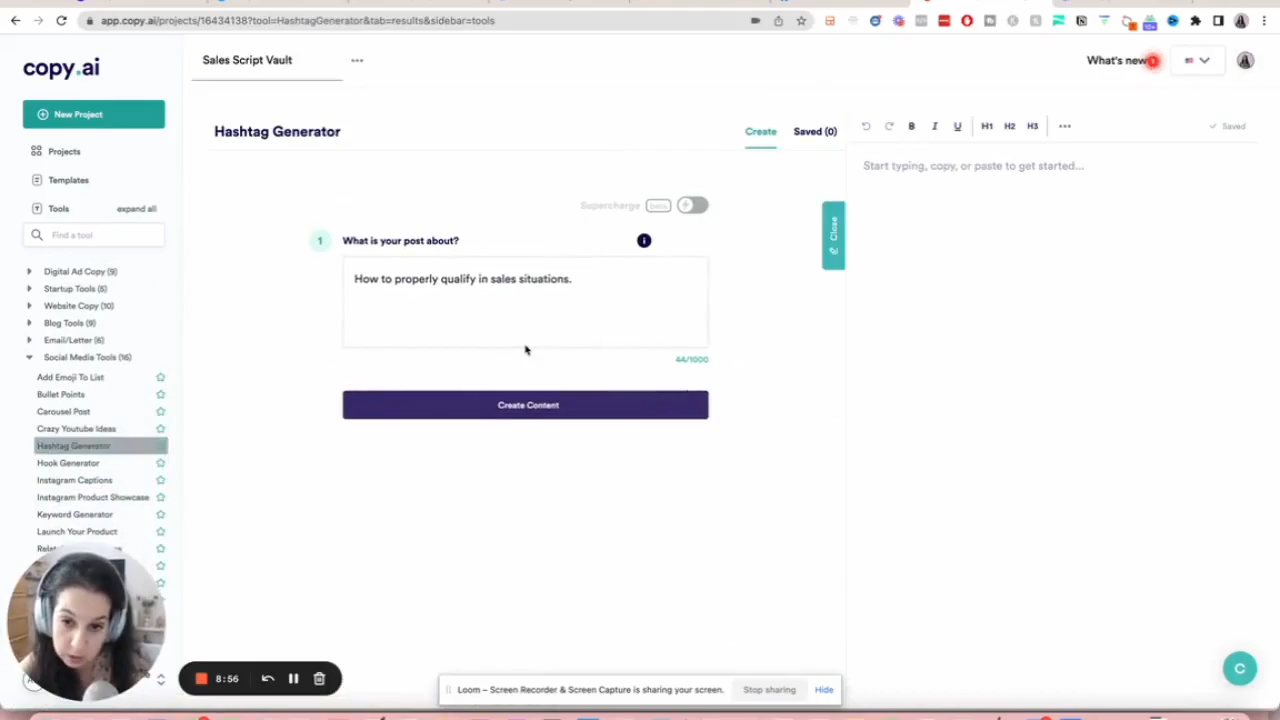 app.copy.ai/projects/16434138?tool=HashtagGenerator&tab=results&sidebar=tools
copy.ai
Sales Script Vault
What's new
New Project
Projects
Templates
Tools
expand all
Find a tool
Digital Ad Copy (9)
Startup Tools (5)
Website Copy (10)
Blog Tools (9)
Email/Letter (6)
Social Media Tools (16)
Add Emoji To List
Bullet Points
Carousel Post
Crazy Youtube Ideas
Hashtag Generator
Hook Generator
Instagram Captions
Instagram Product Showcase
Keyword Generator
Launch Your Product
Hashtag Generator
Create
Saved (0)
Supercharge
beta
1
What is your post about?
How to properly qualify in sales situations.
44/1000
Create Content
Close
B
I
U
H1
H2
H3
Saved
Start typing, copy, or paste to get started...
8:56
Loom – Screen Recorder & Screen Capture is sharing your screen.
Stop sharing
Hide
C